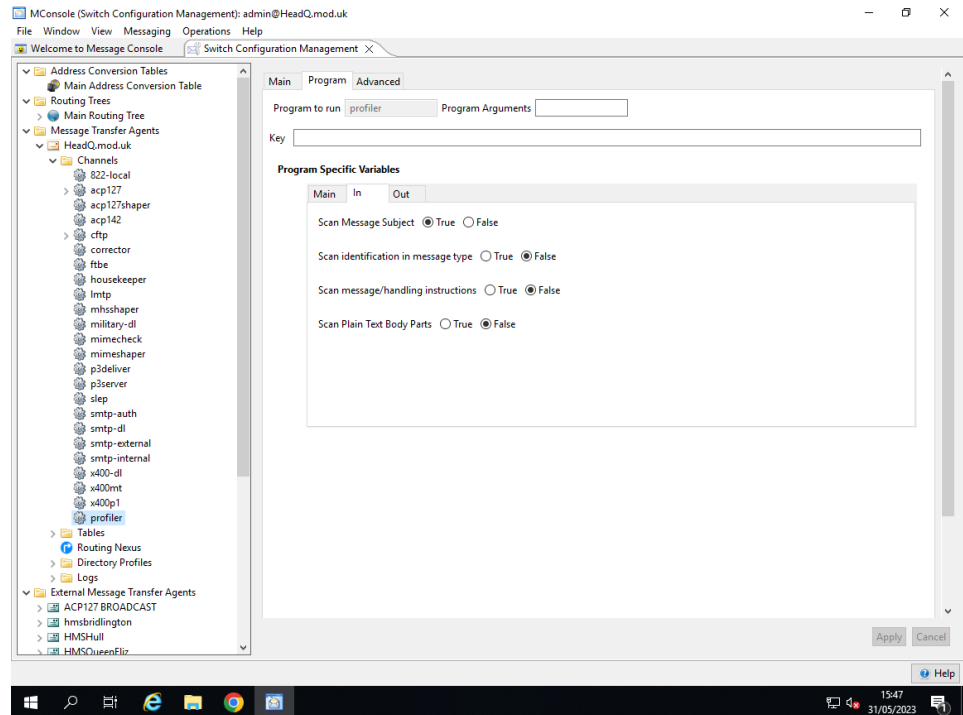 MConsole (Switch Configuration Management): admin@HeadQ.mod.uk
File Window View Messaging Operations Help
Welcome to Message Console
Switch Configuration Management
Address Conversion Tables
Main Address Conversion Table
Routing Trees
Main Routing Tree
Message Transfer Agents
HeadQ.mod.uk
Channels
822-local
acp127
acp127shaper
acp142
cftp
corrector
ftbe
housekeeper
lmtp
mhsshaper
military-dl
mimecheck
mimeshaper
p3deliver
p3server
slep
smtp-auth
smtp-dl
smtp-external
smtp-internal
x400-dl
x400mt
x400p1
profiler
Tables
Routing Nexus
Directory Profiles
Logs
External Message Transfer Agents
ACP127 BROADCAST
hmsbridlington
HMSHull
HMSQueenEliz
Main Program Advanced
Program to run profiler Program Arguments
Key
Program Specific Variables
Main In Out
Scan Message Subject True False
Scan identification in message type True False
Scan message/handling instructions True False
Scan Plain Text Body Parts True False
Apply Cancel
Help
15:47
31/05/2023
1